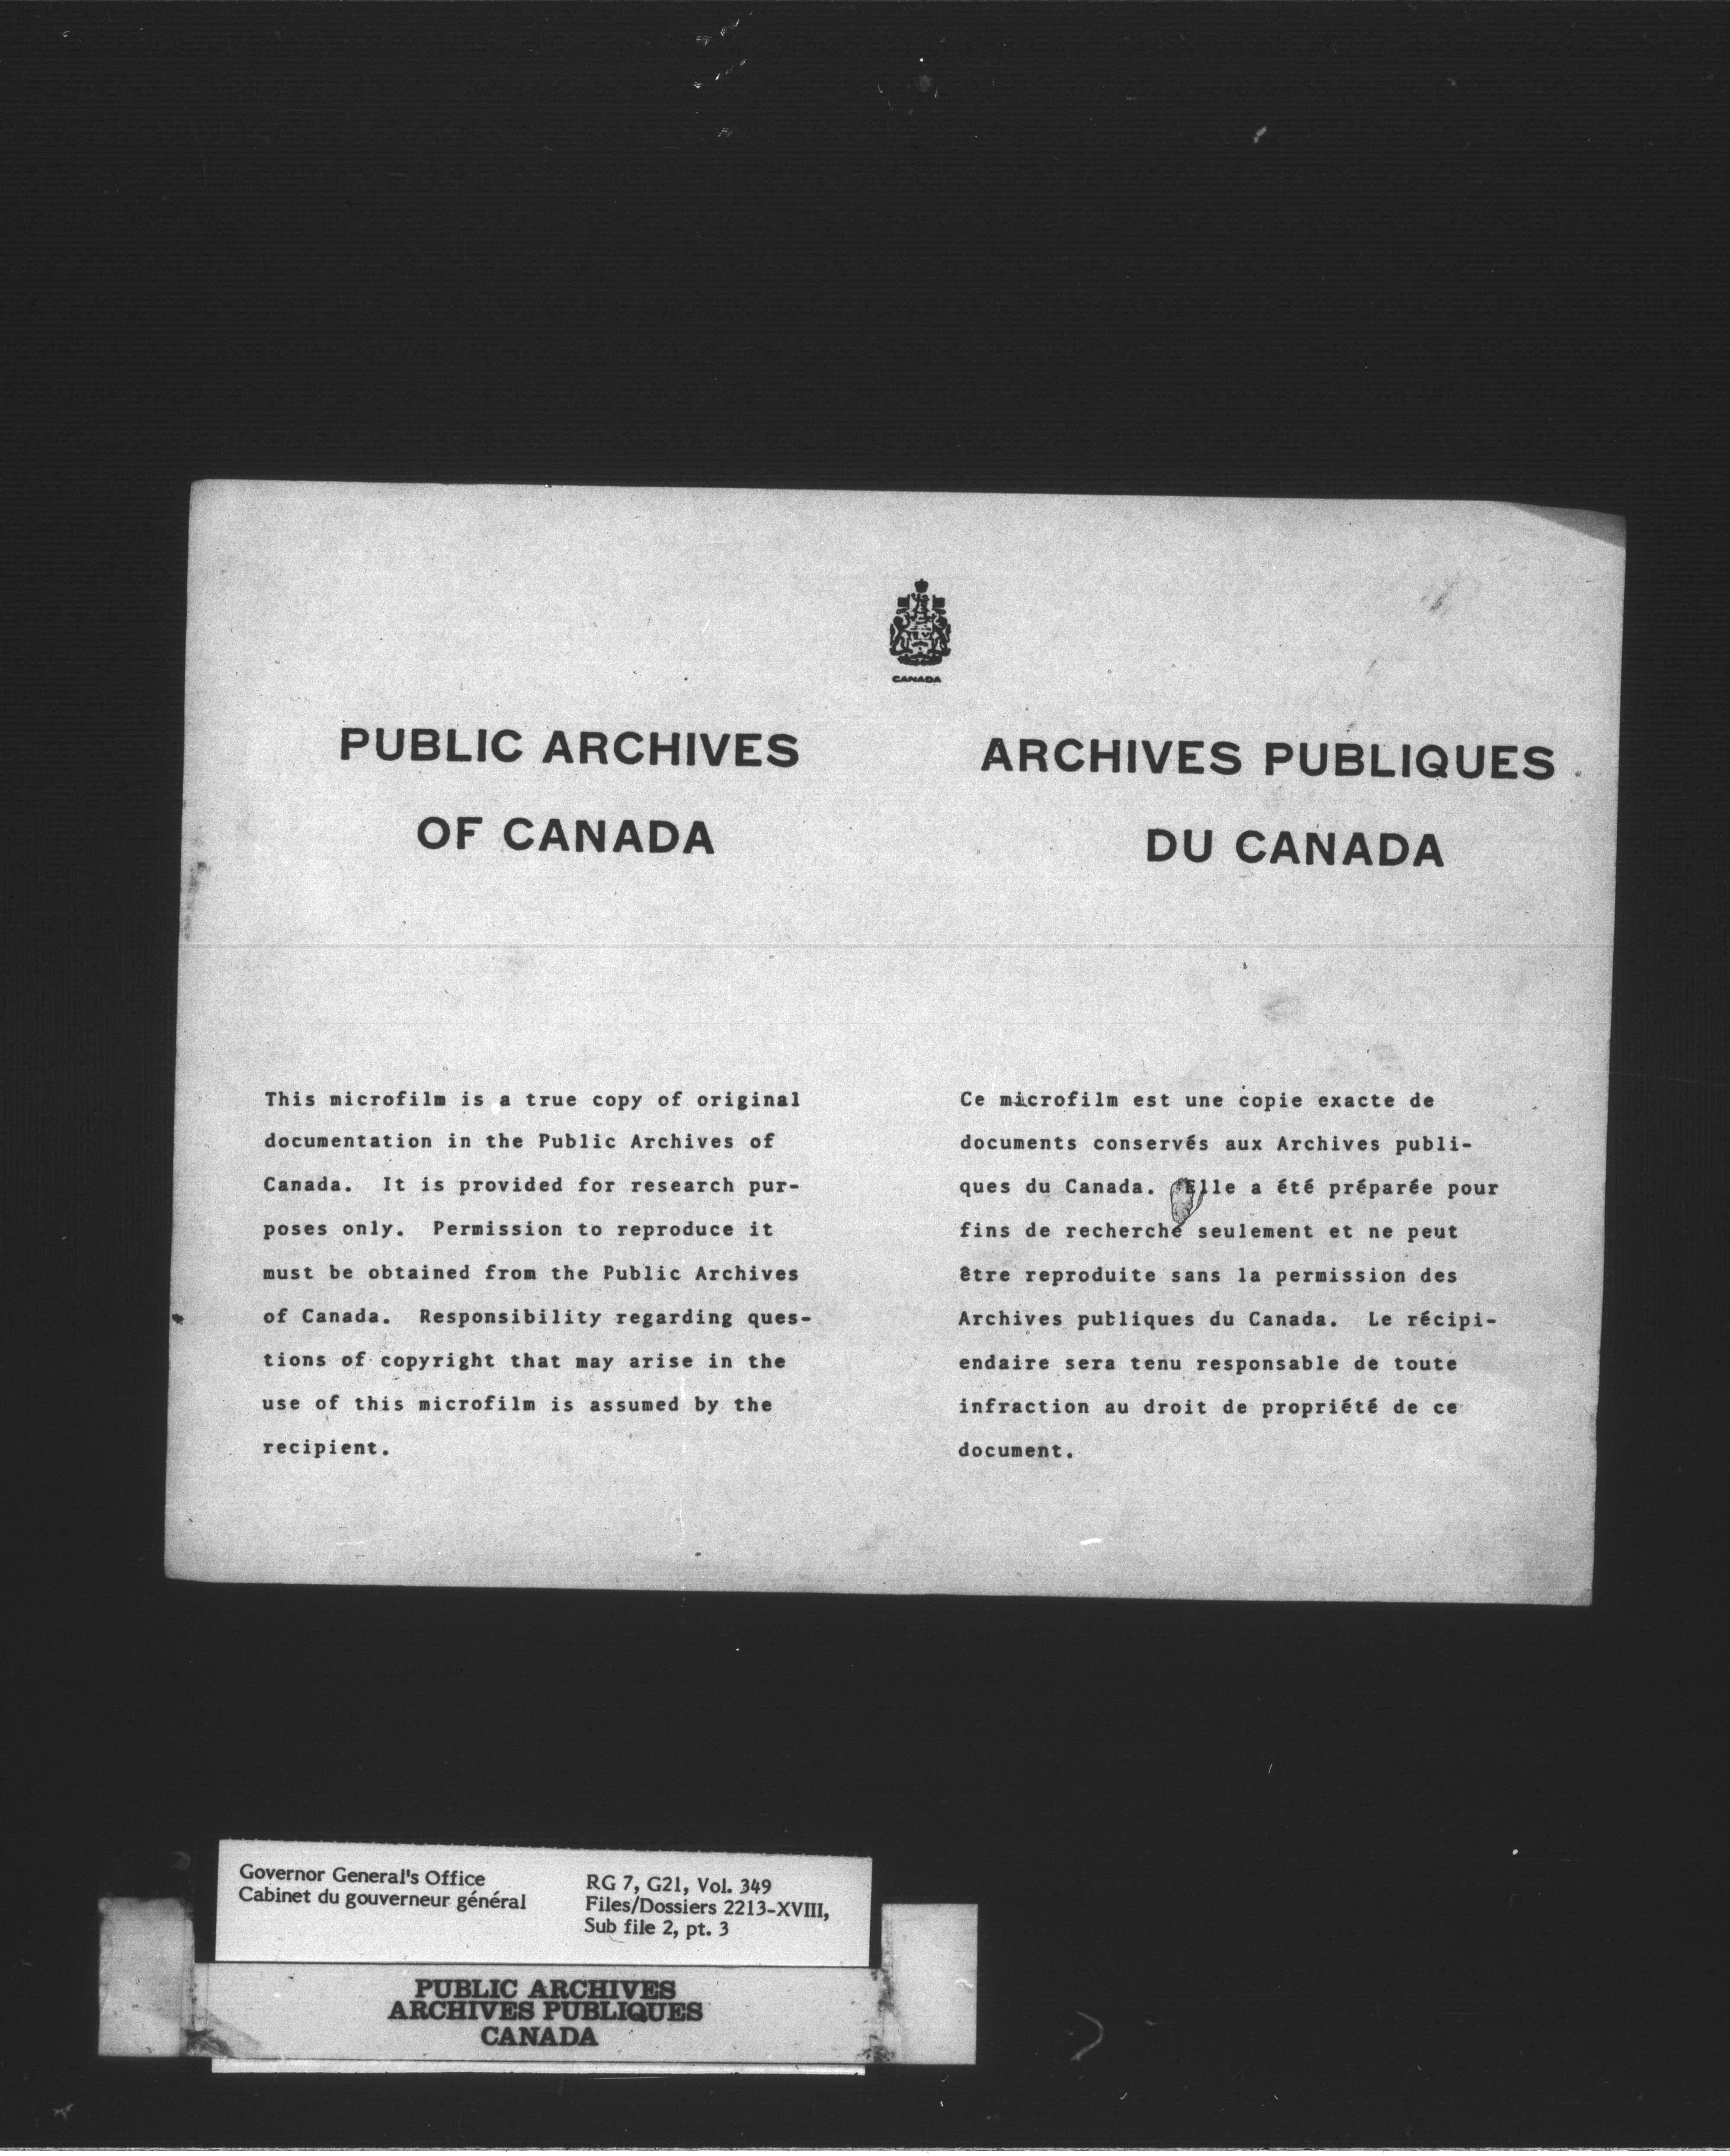 CANADA
PUBLIC ARCHIVES
OF CANADA
This microfilm is a true copy of original
documentation in the Public Archives of
Canada. It is provided for research pur-
poses only. Permission to reproduce it
must be obtained from the Public Archives
of Canada. Responsibility regarding ques-
tions of copyright that may arise in the
use of this microfilm is assumed by the
recipient.
ARCHIVES PUBLIQUES
DU CANADA
Ce microfilm est une copie exacte de
documents conservés aux Archives publi-
ques du Canada. Elle a été préparée pour
fins de recherche seulement et ne peut
être reproduite sans la permission des
Archives publiques du Canada. Le récipi-
endaire sera tenu responsable de toute
infraction au droit de propriété de ce
document.
Governor General's Office
Cabinet du gouverneur général
RG 7, G21, Vol. 349
Files/Dossiers 2213-XVIII,
Sub file 2, pt. 3
PUBLIC ARCHIVES
ARCHIVES PUBLIQUES
CANADA